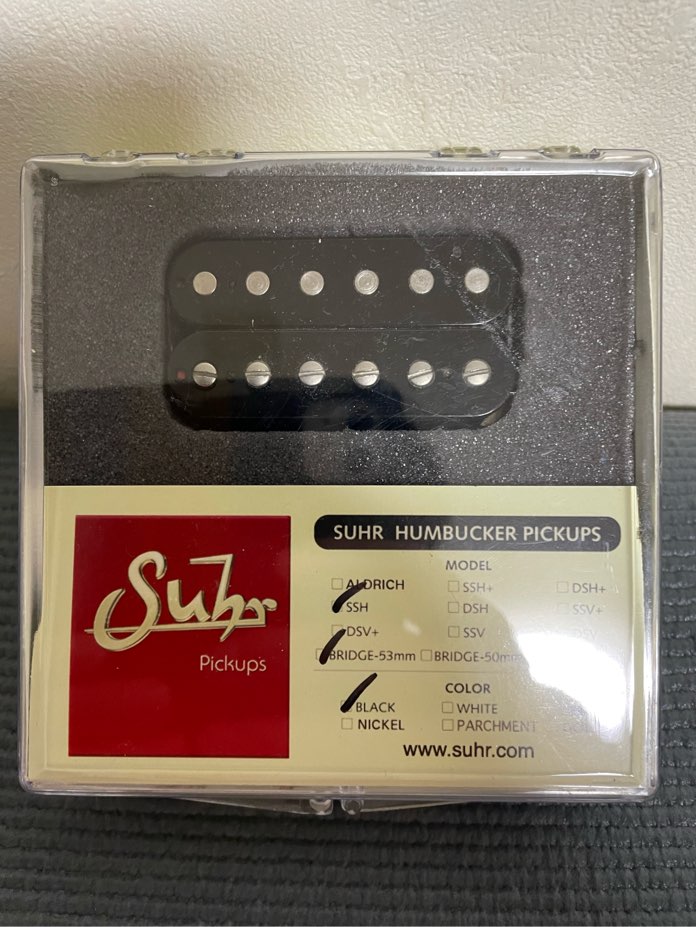 Suhr
Pickups
SUHR HUMBUCKER PICKUPS
MODEL
ALDRICH SSH+ DSH+
SSH DSH SSV+
DSV+ SSV DSV
BRIDGE-53mm BRIDGE-50mm
COLOR
BLACK WHITE
NICKEL PARCHMENT
www.suhr.com